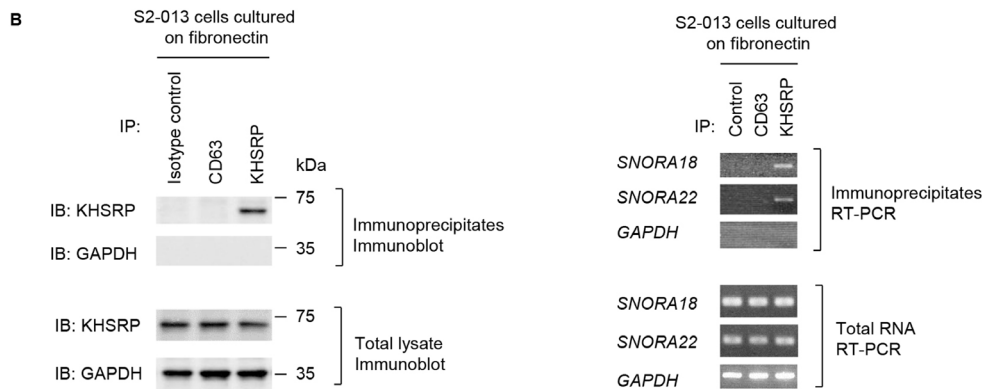 B
S2-013 cells cultured
on fibronectin
IP:
Isotype control
CD63
KHSRP
kDa
IB: KHSRP
75
IB: GAPDH
35
Immunoprecipitates
Immunoblot
IB: KHSRP
75
IB: GAPDH
35
Total lysate
Immunoblot
S2-013 cells cultured
on fibronectin
IP:
Control
CD63
KHSRP
SNORA18
SNORA22
GAPDH
Immunoprecipitates
RT-PCR
SNORA18
SNORA22
GAPDH
Total RNA
RT-PCR